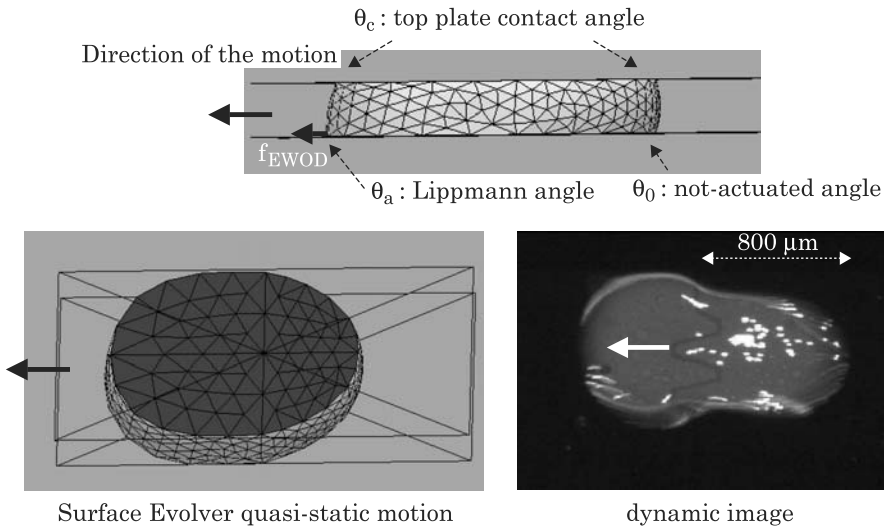 θc : top plate contact angle
Direction of the motion
fEWOD
θa : Lippmann angle
θ0 : not-actuated angle
800 μm
Surface Evolver quasi-static motion
dynamic image